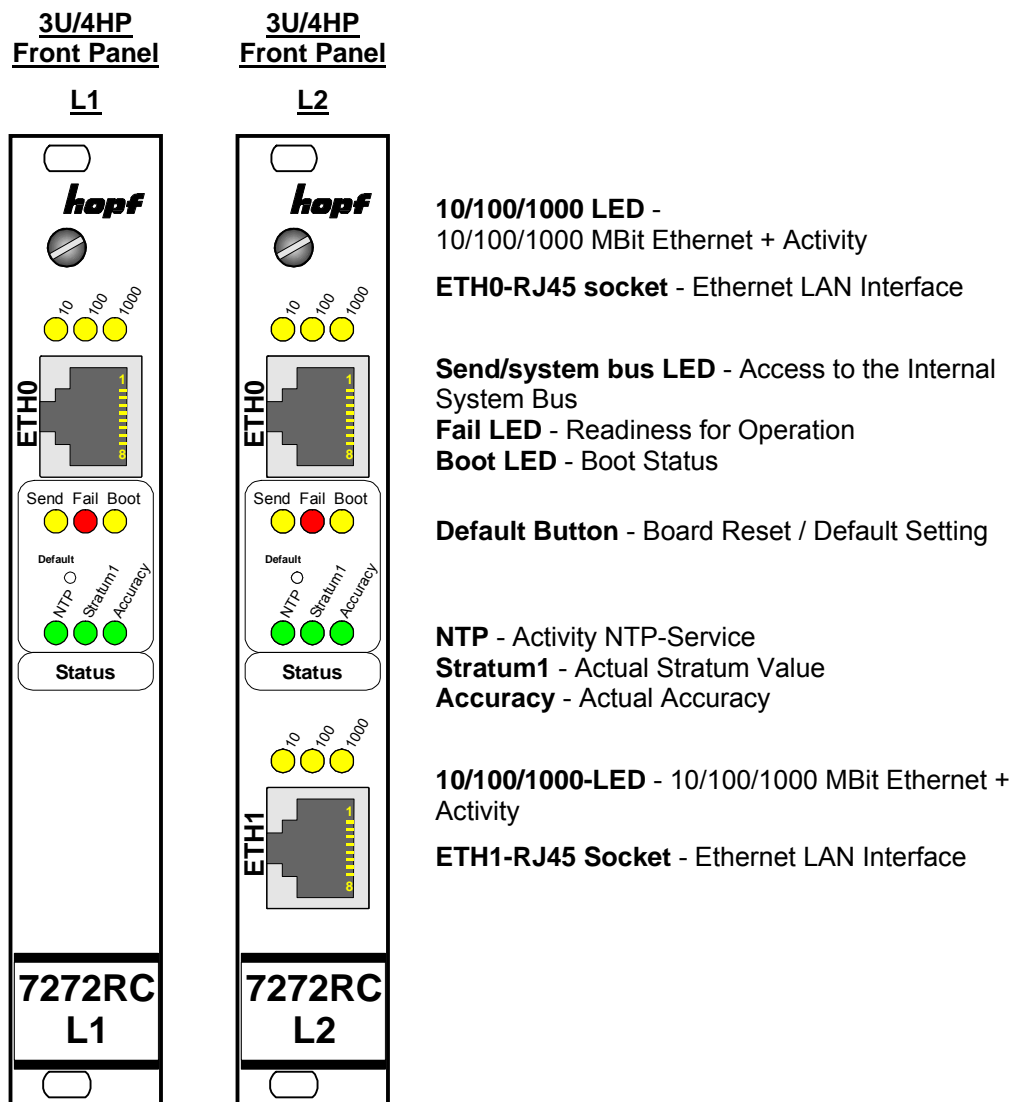 3U/4HP
Front Panel
L1
3U/4HP
Front Panel
L2
hopf
10
100
1000
ETH0
1
8
Send Fail Boot
Default
NTP
Stratum1
Accuracy
Status
7272RC
L1
hopf
10
100
1000
ETH0
1
8
Send Fail Boot
Default
NTP
Stratum1
Accuracy
Status
10
100
1000
ETH1
1
8
7272RC
L2
10/100/1000 LED -
10/100/1000 MBit Ethernet + Activity
ETH0-RJ45 socket - Ethernet LAN Interface
Send/system bus LED - Access to the Internal
System Bus
Fail LED - Readiness for Operation
Boot LED - Boot Status
Default Button - Board Reset / Default Setting
NTP - Activity NTP-Service
Stratum1 - Actual Stratum Value
Accuracy - Actual Accuracy
10/100/1000-LED - 10/100/1000 MBit Ethernet +
Activity
ETH1-RJ45 Socket - Ethernet LAN Interface